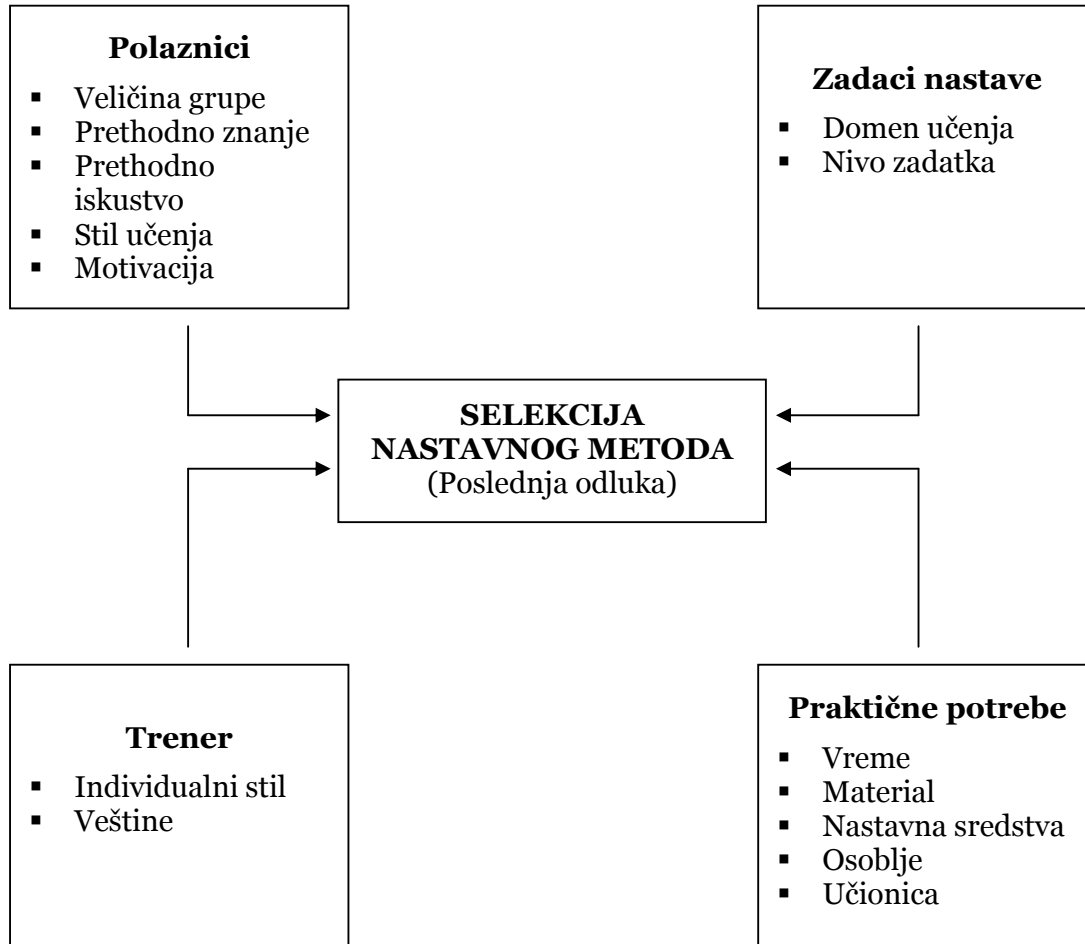 Polaznici
▪ Veličina grupe
▪ Prethodno znanje
▪ Prethodno
iskustvo
▪ Stil učenja
▪ Motivacija
Zadaci nastave
▪ Domen učenja
▪ Nivo zadatka
SELEKCIJA
NASTAVNOG METODA
(Poslednja odluka)
Trener
▪ Individualni stil
▪ Veštine
Praktične potrebe
▪ Vreme
▪ Material
▪ Nastavna sredstva
▪ Osoblje
▪ Učionica